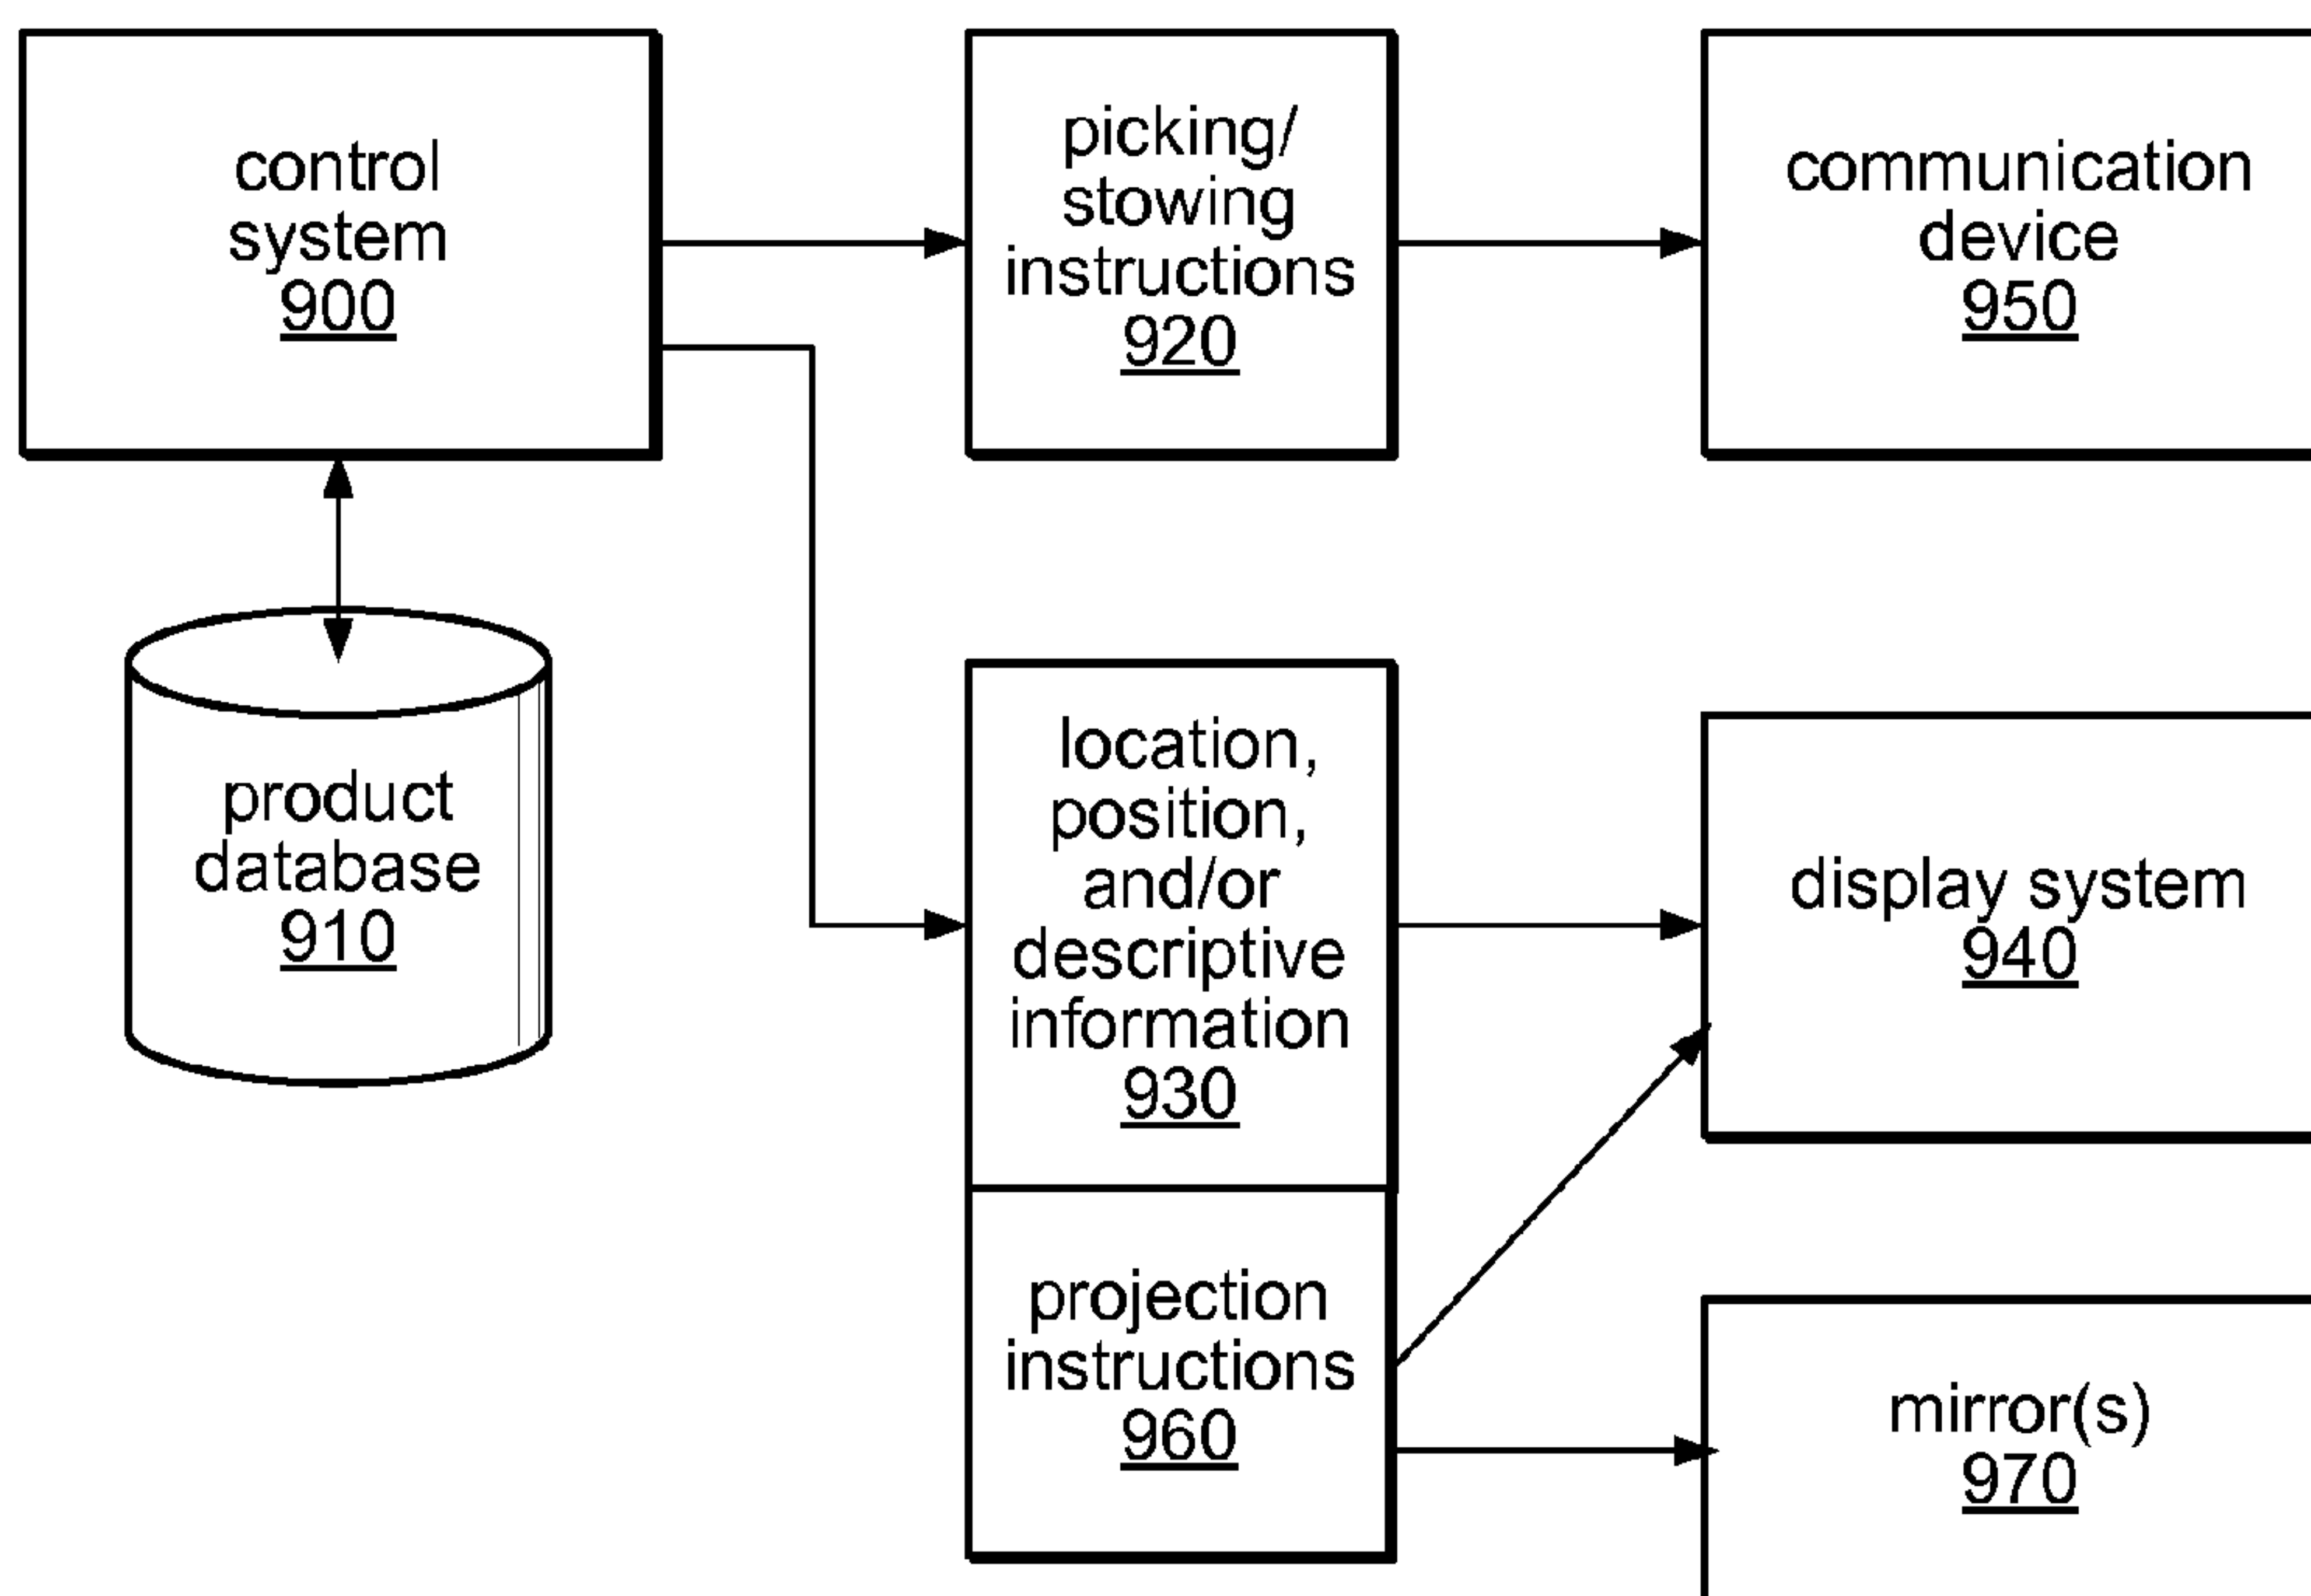 control
system
900
picking/
stowing
instructions
920
communication
device
950
product
database
910
location,
position,
and/or
descriptive
information
930
display system
940
projection
instructions
960
mirror(s)
970